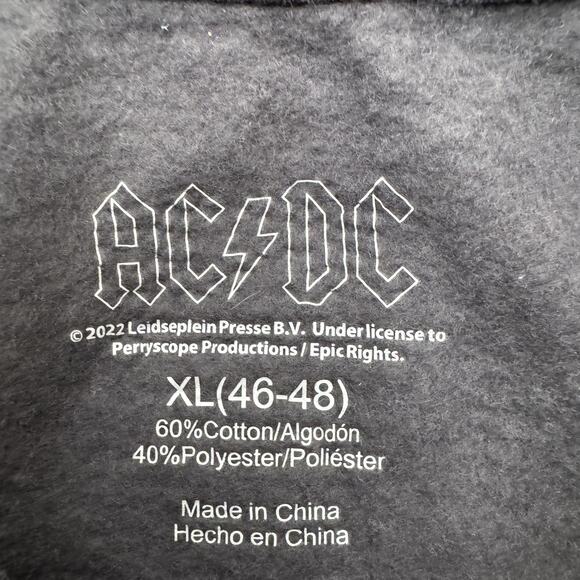 AC⚡DC
© 2022 Leidseplein Presse B.V. Under license to
Perryscope Productions / Epic Rights.
XL(46-48)
60%Cotton/Algodón
40%Polyester/Poliéster
Made in China
Hecho en China